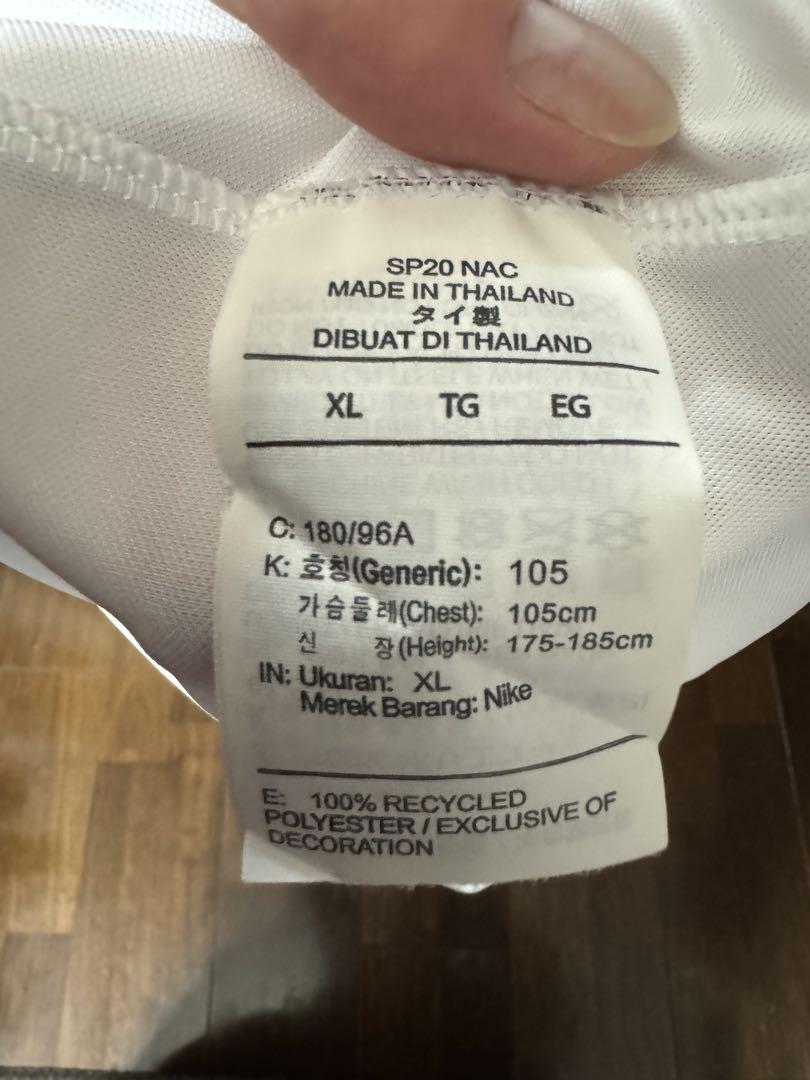 SP20 NAC
MADE IN THAILAND
タイ製
DIBUAT DI THAILAND
XL TG EG
C: 180/96A
K: 호칭(Generic): 105
가슴둘레(Chest): 105cm
신 장(Height): 175-185cm
IN: Ukuran: XL
Merek Barang: Nike
E: 100% RECYCLED
POLYESTER / EXCLUSIVE OF
DECORATION